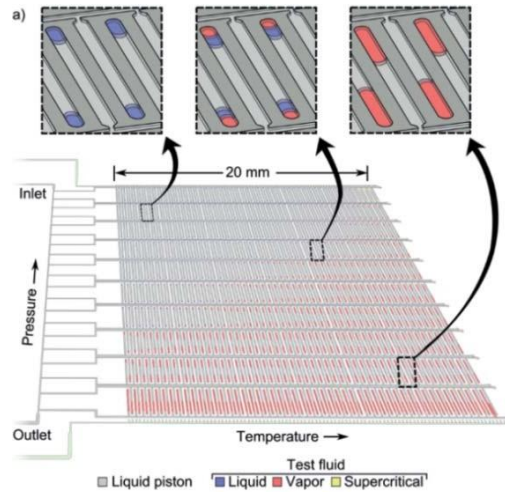 a)
20 mm
Inlet
Pressure
Outlet
Temperature
Test fluid
Liquid piston
Liquid
Vapor
Supercritical